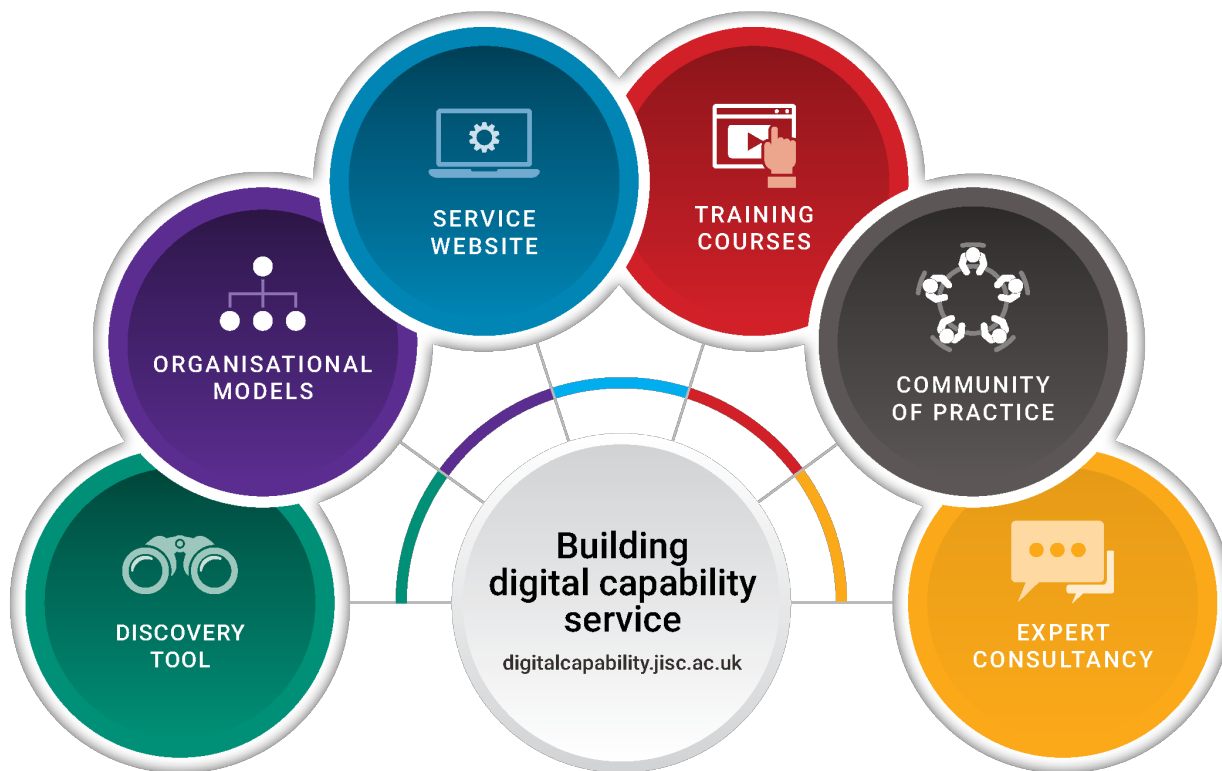 SERVICE
WEBSITE
TRAINING
COURSES
ORGANISATIONAL
MODELS
COMMUNITY
OF PRACTICE
DISCOVERY
TOOL
Building
digital capability
service
digitalcapability.jisc.ac.uk
EXPERT
CONSULTANCY